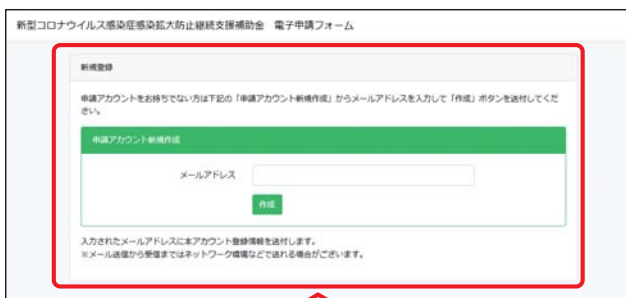 新型コロナウイルス感染症感染拡大防止継続支援補助金　電子申請フォーム
新規登録
申請アカウントをお持ちでない方は下記の「申請アカウント新規作成」からメールアドレスを入力して「作成」ボタンを送付してくだ
さい。
申請アカウント新規作成
メールアドレス
作成
入力されたメールアドレスに本アカウント登録情報を送付します。
※メール送信から受信まではネットワーク環境などで送れる場合がございます。